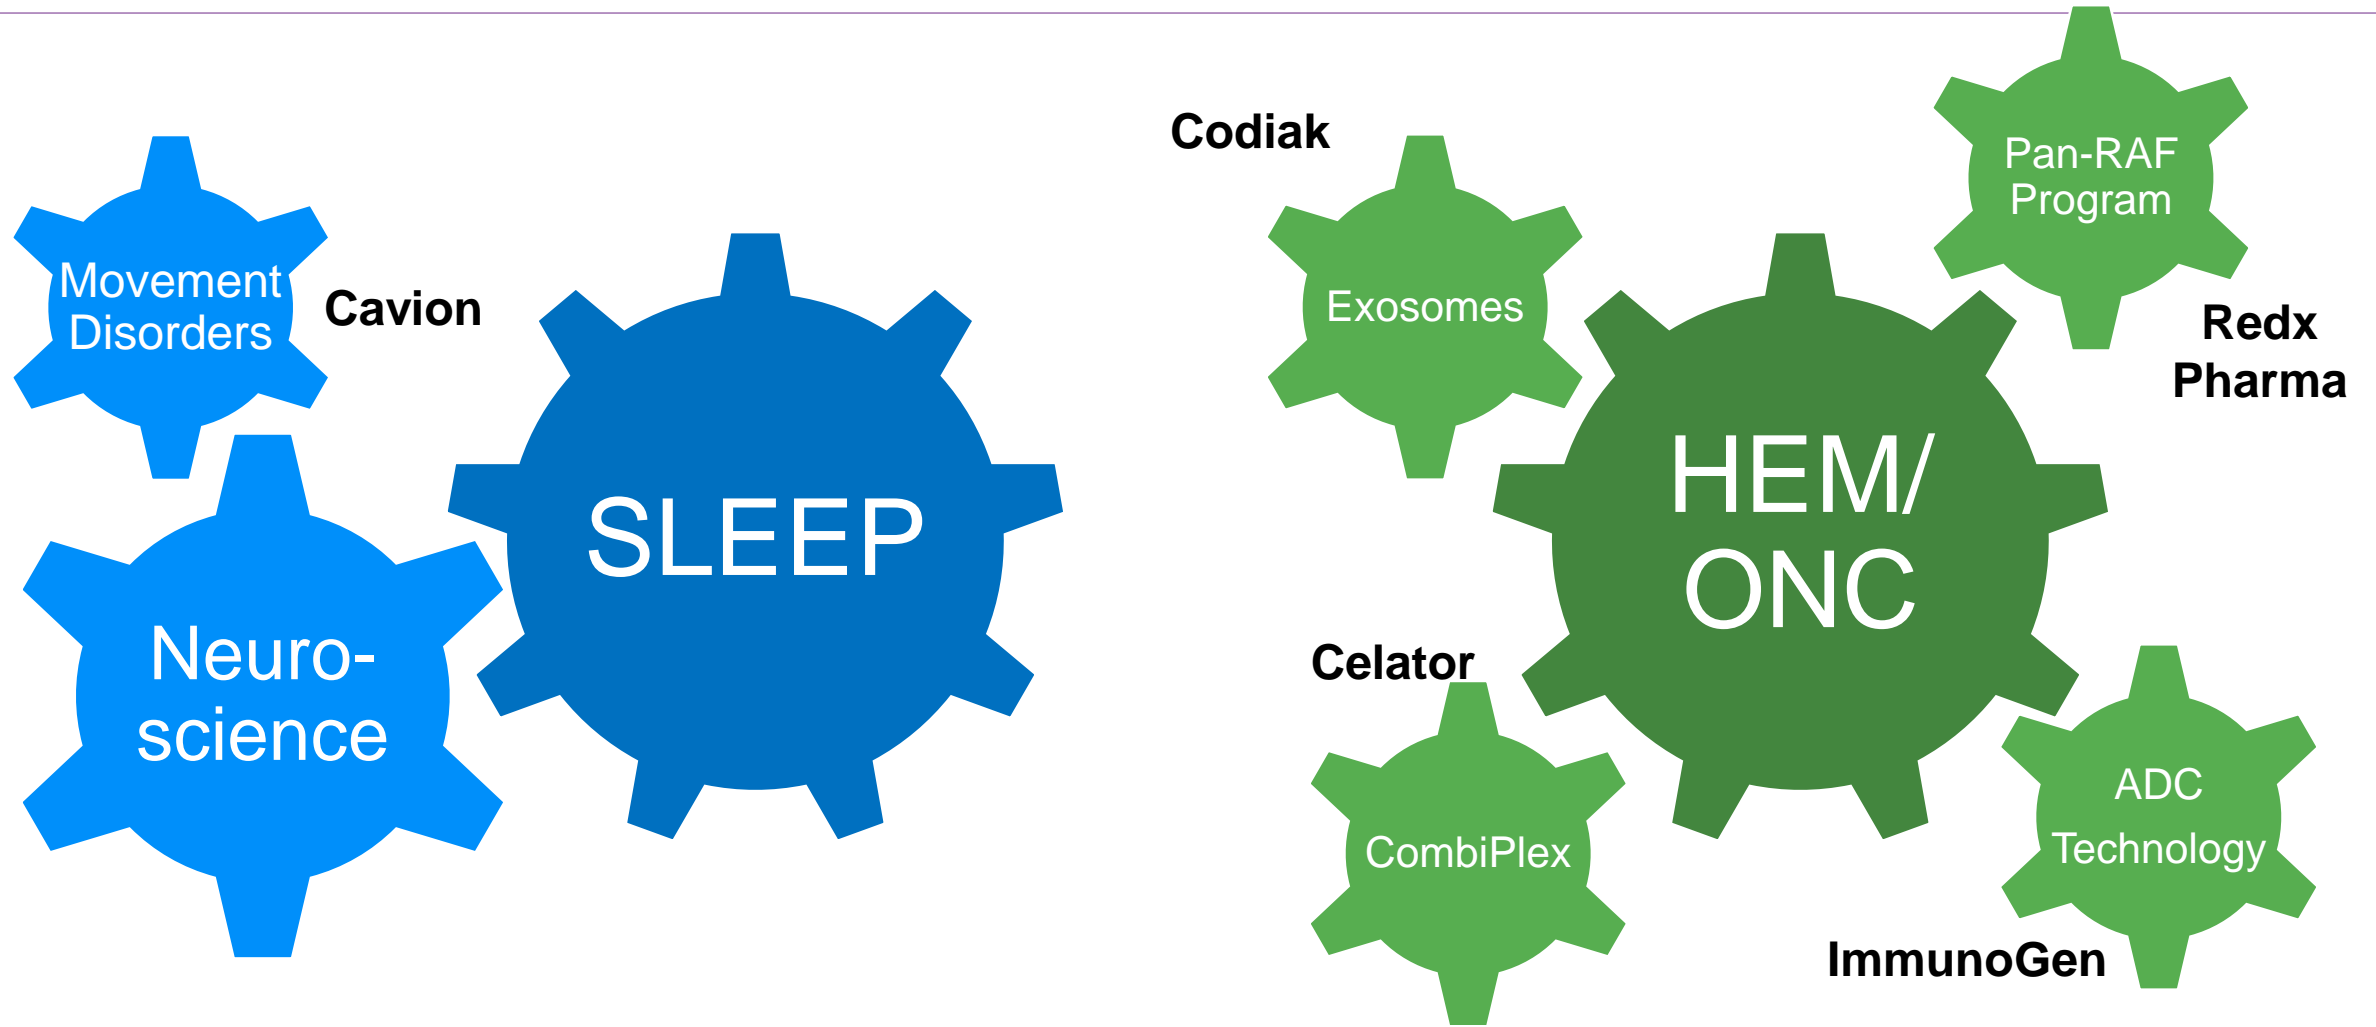 Movement
Disorders
Cavion
SLEEP
Neuro-
science
Codiak
Exosomes
Pan-RAF
Program
Redx
Pharma
HEM/
ONC
Celator
CombiPlex
ADC
Technology
ImmunoGen